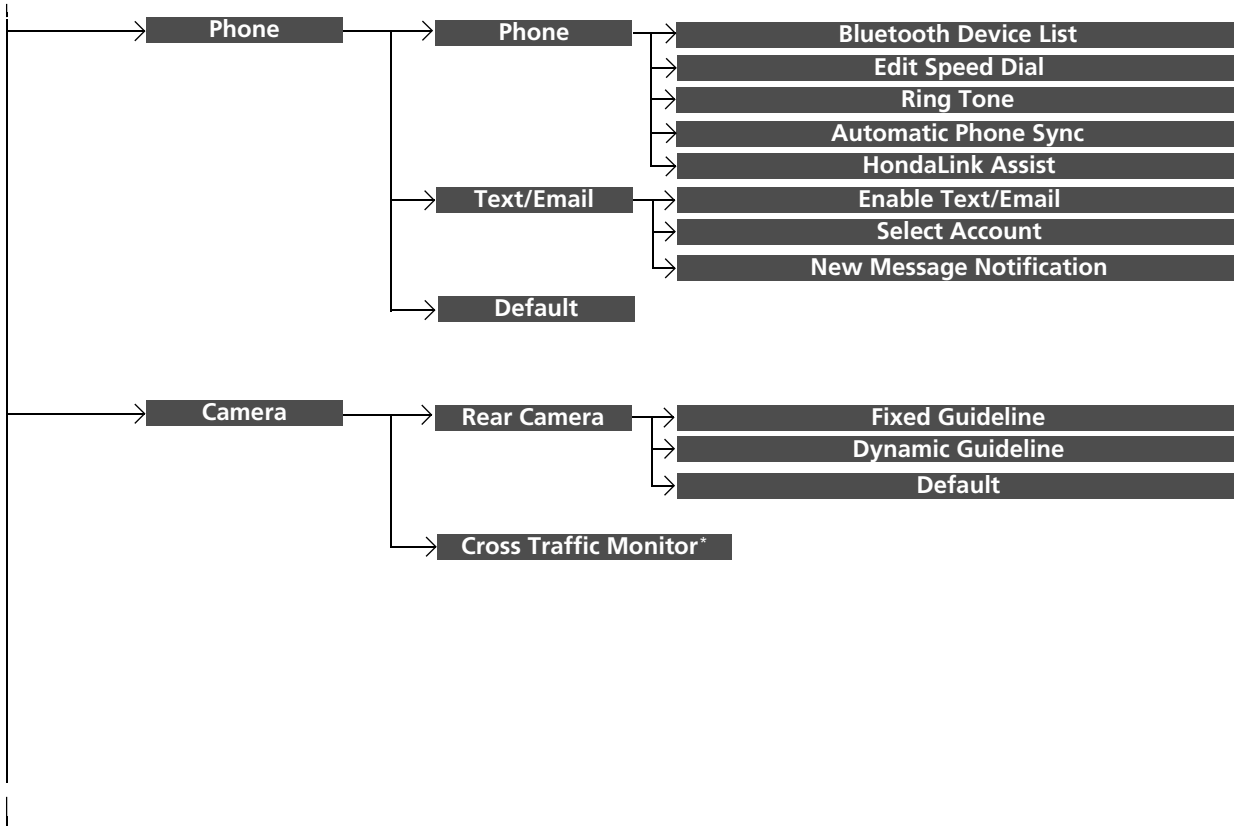 Phone
Phone
Bluetooth Device List
Edit Speed Dial
Ring Tone
Automatic Phone Sync
HondaLink Assist
Text/Email
Enable Text/Email
Select Account
New Message Notification
Default
Camera
Rear Camera
Fixed Guideline
Dynamic Guideline
Default
Cross Traffic Monitor*